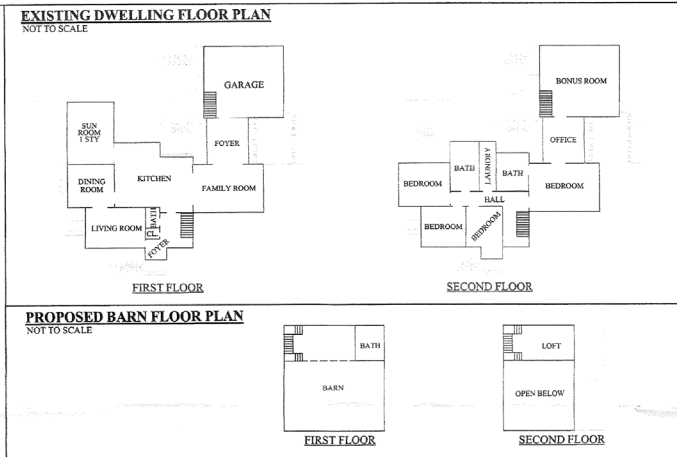 EXISTING DWELLING FLOOR PLAN
NOT TO SCALE
GARAGE
SUN
ROOM
1 STY
FOYER
KITCHEN
DINING
ROOM
FAMILY ROOM
LIVING ROOM
BATH
CL.
FOYER
FIRST FLOOR
BONUS ROOM
OFFICE
BATH
LAUNDRY
BATH
BEDROOM
BEDROOM
HALL
BEDROOM
BEDROOM
SECOND FLOOR
PROPOSED BARN FLOOR PLAN
NOT TO SCALE
BATH
BARN
FIRST FLOOR
LOFT
OPEN BELOW
SECOND FLOOR